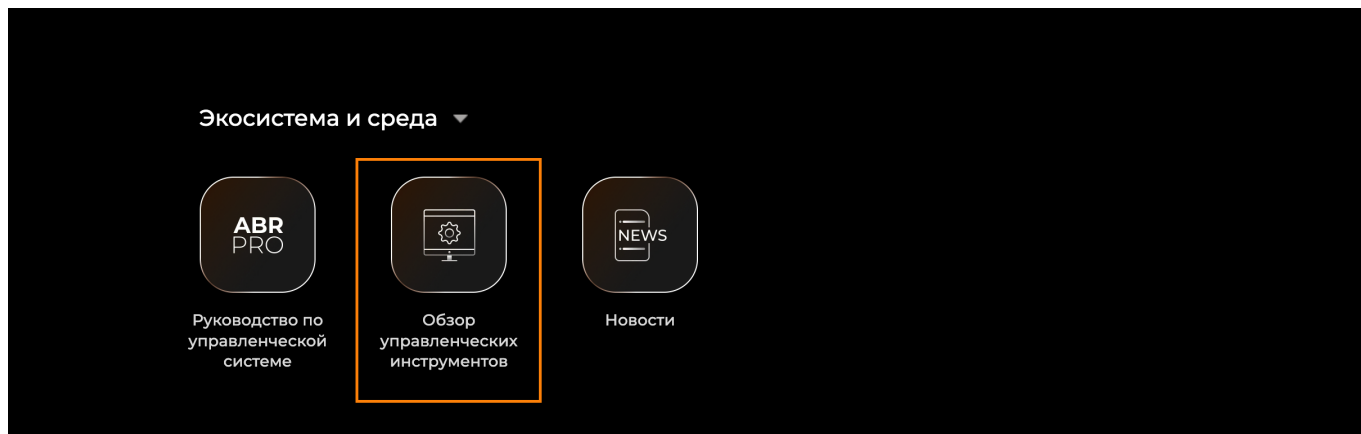 Экосистема и среда
ABR
PRO
NEWS
Руководство по
управленческой
системе
Обзор
управленческих
инструментов
Новости